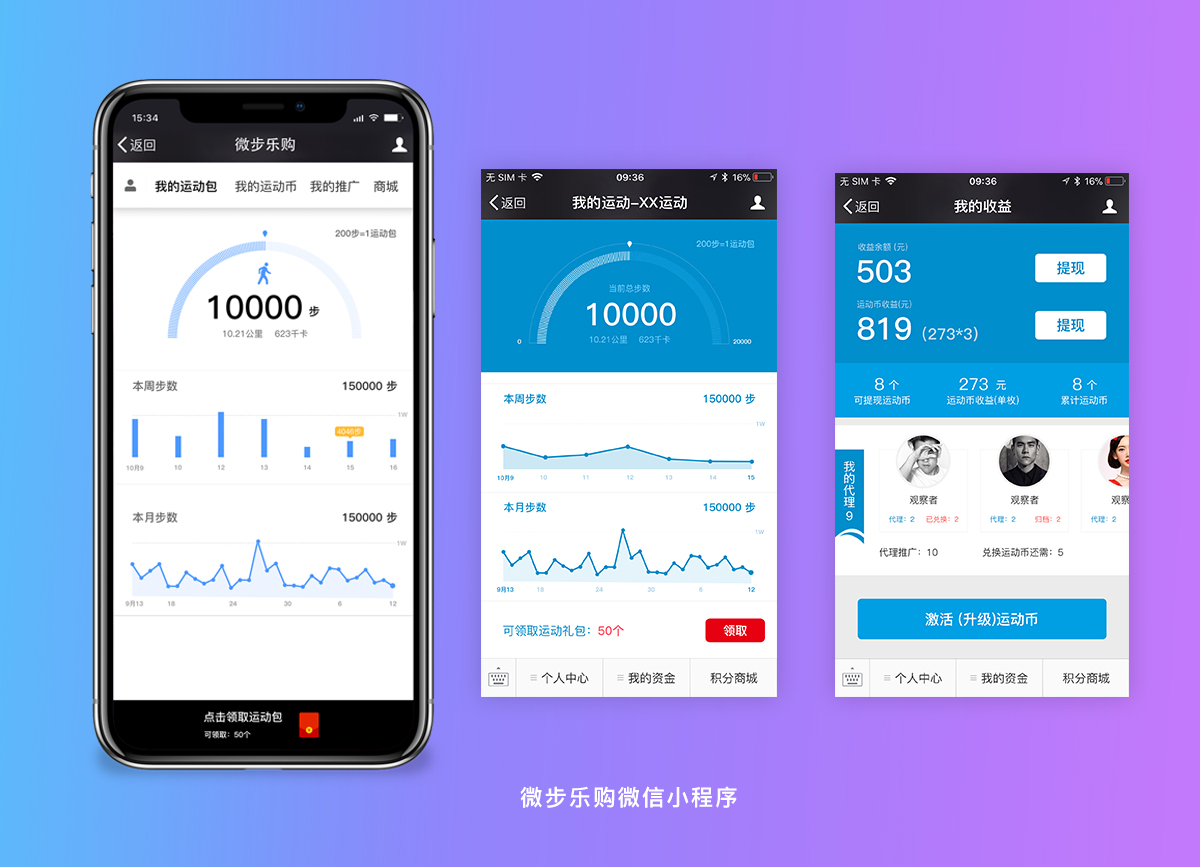 15:34
返回
微步乐购
我的运动包 我的运动币 我的推广 商城
200步=1运动包
10000 步
10.21公里 623千卡
本周步数
150000 步
1W
4046步
10月9 10 12 13 14 15 16
本月步数
150000 步
1W
9月13 18 24 30 6 12
点击领取运动包
可领取：50个
无 SIM 卡
09:36
16%
返回
我的运动-XX运动
200步=1运动包
当前总步数
10000
10.21公里 623千卡
0
20000
本周步数
150000 步
1W
10月9 10 11 12 13 14 15
本月步数
150000 步
1W
9月13 18 24 30 6 12
可领取运动礼包：50个
领取
个人中心
我的资金
积分商城
无 SIM 卡
09:36
16%
返回
我的收益
收益余额 (元)
503
提现
运动币收益(元)
819 (273*3)
提现
8 个
可提现运动币
273 元
运动币收益(单枚)
8 个
累计运动币
我的代理9
观察者
代理：2 已兑换：2
观察者
代理：2 归档：2
观察
代理：2
代理推广：10
兑换运动币还需：5
激活 (升级)运动币
个人中心
我的资金
积分商城
微步乐购微信小程序